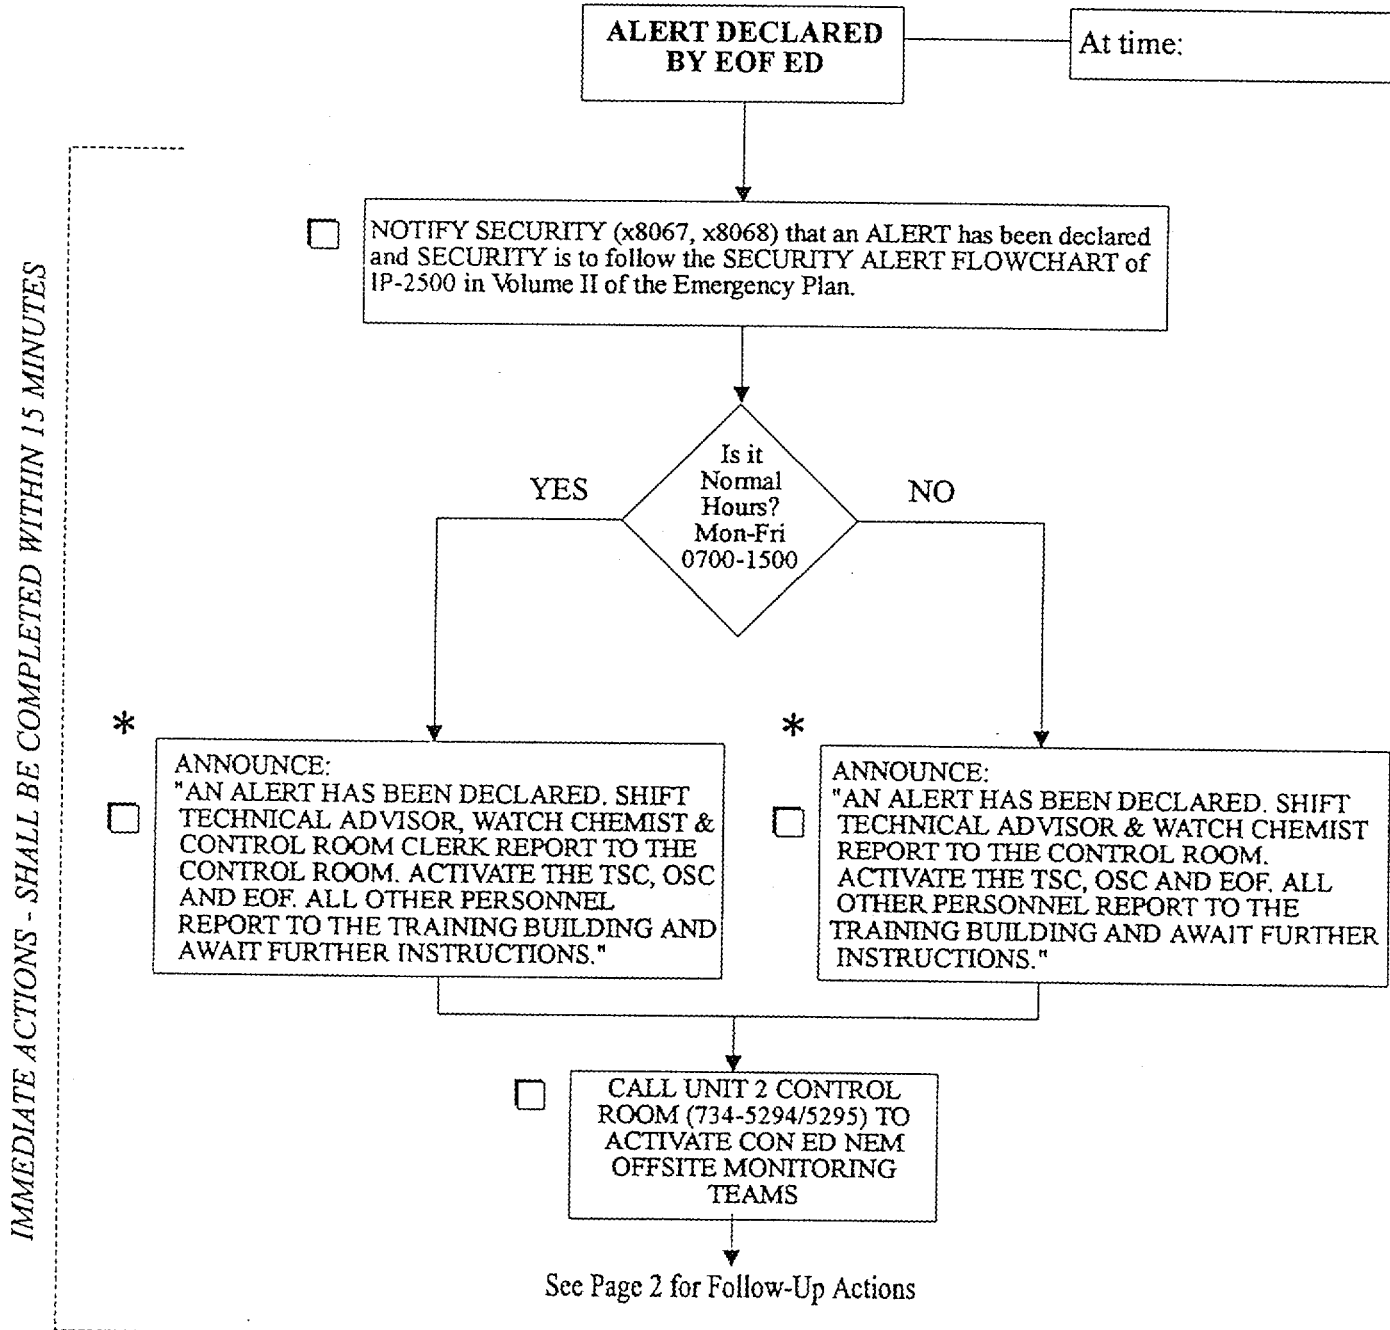 ALERT DECLARED
BY EOF ED
At time:
IMMEDIATE ACTIONS - SHALL BE COMPLETED WITHIN 15 MINUTES
NOTIFY SECURITY (x8067, x8068) that an ALERT has been declared
and SECURITY is to follow the SECURITY ALERT FLOWCHART of
IP-2500 in Volume II of the Emergency Plan.
Is it
Normal
Hours?
Mon-Fri
0700-1500
YES
NO
*
ANNOUNCE:
"AN ALERT HAS BEEN DECLARED. SHIFT
TECHNICAL ADVISOR, WATCH CHEMIST &
CONTROL ROOM CLERK REPORT TO THE
CONTROL ROOM. ACTIVATE THE TSC, OSC
AND EOF. ALL OTHER PERSONNEL
REPORT TO THE TRAINING BUILDING AND
AWAIT FURTHER INSTRUCTIONS."
*
ANNOUNCE:
"AN ALERT HAS BEEN DECLARED. SHIFT
TECHNICAL ADVISOR & WATCH CHEMIST
REPORT TO THE CONTROL ROOM.
ACTIVATE THE TSC, OSC AND EOF. ALL
OTHER PERSONNEL REPORT TO THE
TRAINING BUILDING AND AWAIT FURTHER
INSTRUCTIONS."
CALL UNIT 2 CONTROL
ROOM (734-5294/5295) TO
ACTIVATE CON ED NEM
OFFSITE MONITORING
TEAMS
See Page 2 for Follow-Up Actions